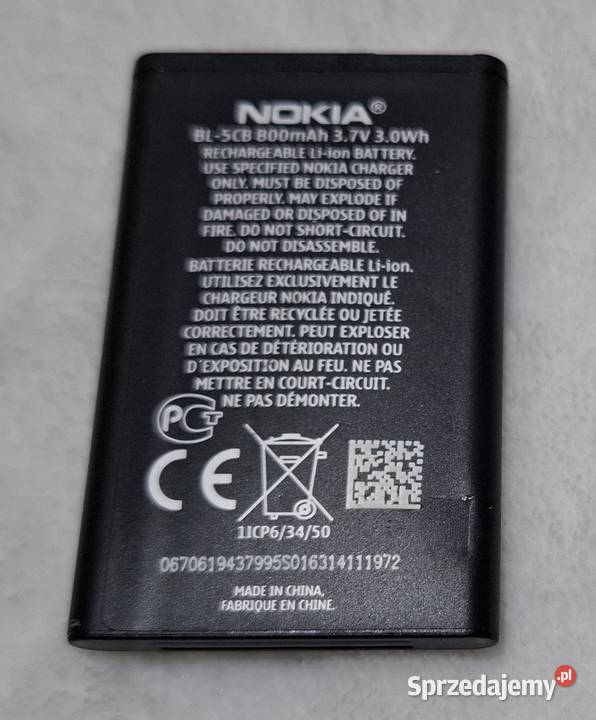 NOKIA®
BL-5CB 800mAh 3.7V 3.0Wh
RECHARGEABLE Li-ion BATTERY.
USE SPECIFIED NOKIA CHARGER
ONLY. MUST BE DISPOSED OF
PROPERLY. MAY EXPLODE IF
DAMAGED OR DISPOSED OF IN
FIRE. DO NOT SHORT-CIRCUIT.
DO NOT DISASSEMBLE.
BATTERIE RECHARGEABLE Li-ion.
UTILISEZ EXCLUSIVEMENT LE
CHARGEUR NOKIA INDIQUÉ.
DOIT ÊTRE RECYCLÉE OU JETÉE
CORRECTEMENT. PEUT EXPLOSER
EN CAS DE DÉTÉRIORATION OU
D'EXPOSITION AU FEU. NE PAS
METTRE EN COURT-CIRCUIT.
NE PAS DÉMONTER.
PCT
CE
1ICP6/34/50
0670619437995S016314111972
MADE IN CHINA,
FABRIQUE EN CHINE.
Sprzedajemy.pl